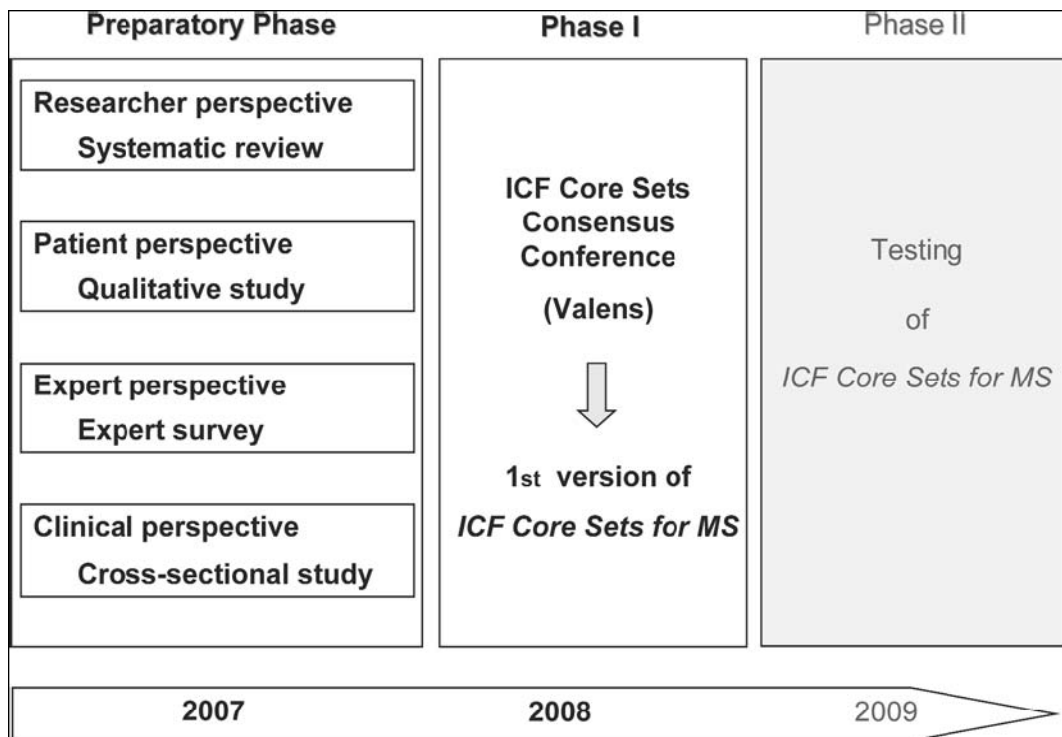 Preparatory Phase
Phase I
Phase II
Researcher perspective
Systematic review
Patient perspective
Qualitative study
Expert perspective
Expert survey
Clinical perspective
Cross-sectional study
ICF Core Sets
Consensus
Conference
(Valens)
1st version of
ICF Core Sets for MS
Testing
of
ICF Core Sets for MS
2007
2008
2009